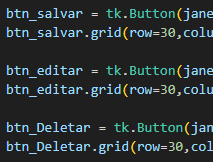 btn_salvar = tk.Button(jane
btn_salvar.grid(row=30,colu
btn_editar = tk.Button(jane
btn_editar.grid(row=30,colu
btn_Deletar = tk.Button(jan
btn_Deletar.grid(row=30,col